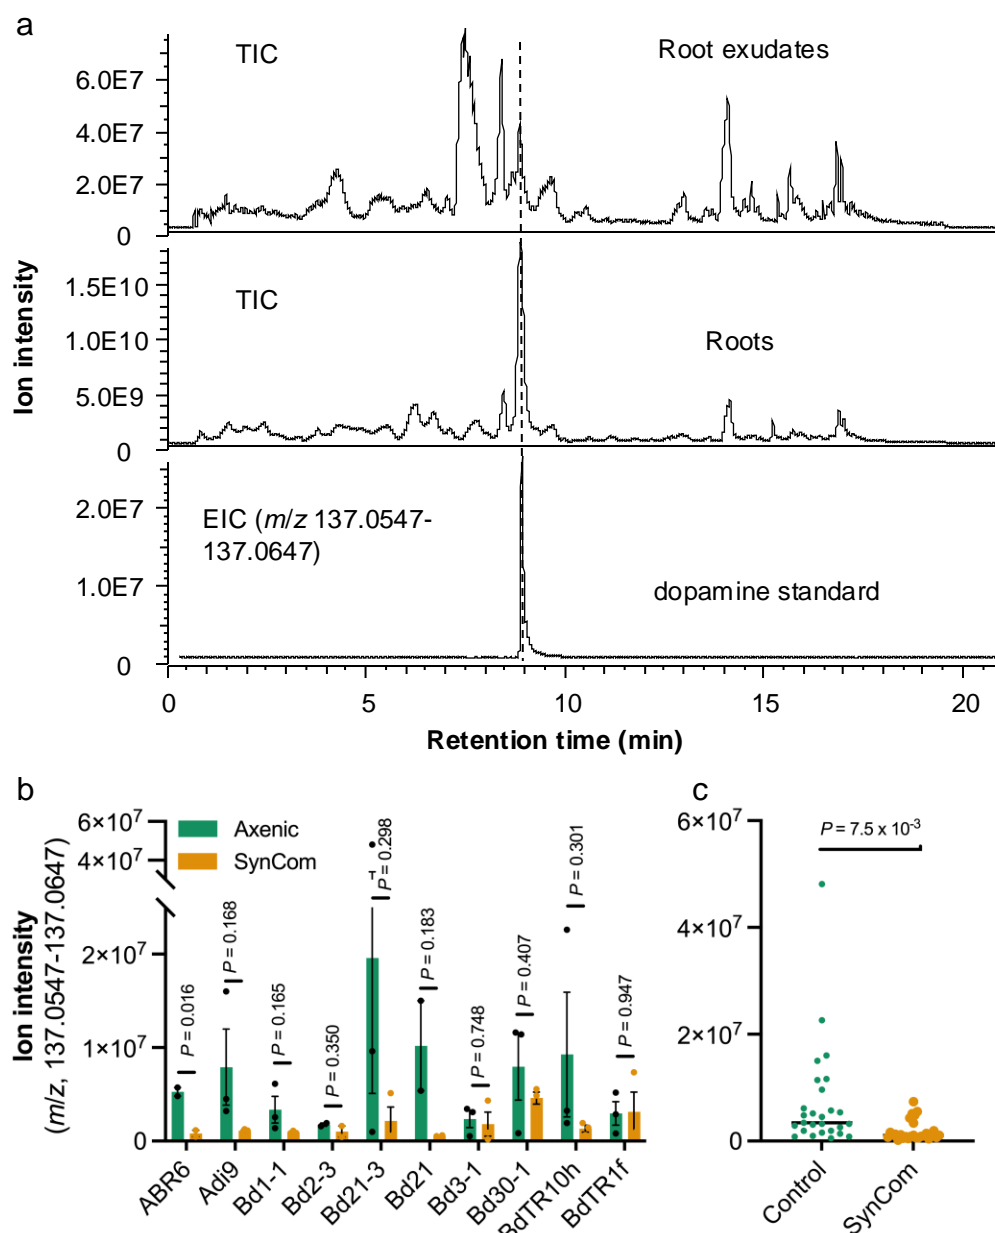 a
TIC
Root exudates
6.0E7
4.0E7
2.0E7
0
TIC
Roots
1.5E10
1.0E10
5.0E9
0
EIC (m/z 137.0547-
137.0647)
dopamine standard
2.0E7
1.0E7
0
Ion intensity
0 5 10 15 20
Retention time (min)
b
Axenic
SynCom
6×10⁷
4×10⁷
2×10⁷
1×10⁷
0
Ion intensity
(m/z, 137.0547-137.0647)
P = 0.016
P = 0.168
P = 0.165
P = 0.350
P = 0.298
P = 0.183
P = 0.748
P = 0.407
P = 0.301
P = 0.947
ABR6
Adi9
Bd1-1
Bd2-3
Bd21-3
Bd21
Bd3-1
Bd30-1
BdTR10h
BdTR1f
c
P = 7.5 x 10⁻³
6×10⁷
4×10⁷
2×10⁷
0
Control
SynCom